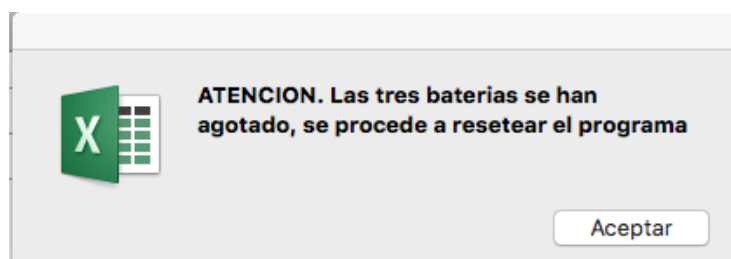 ATENCION. Las tres baterias se han
agotado, se procede a resetear el programa
Aceptar